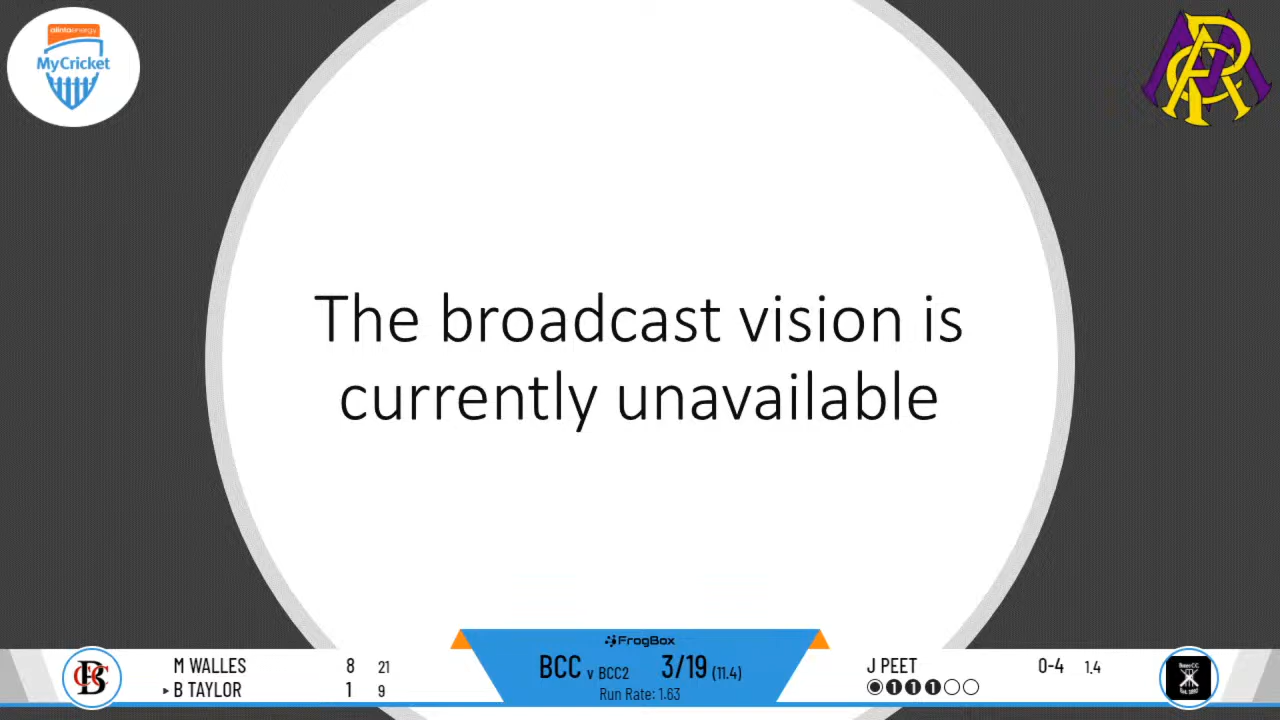 alintaenergy
MyCricket
The broadcast vision is
currently unavailable
FrogBox
M WALLES 8 21
B TAYLOR 1 9
BCC v BCC2 3/19 (11.4)
Run Rate: 1.63
J PEET 0-4 1.4
1 1 1